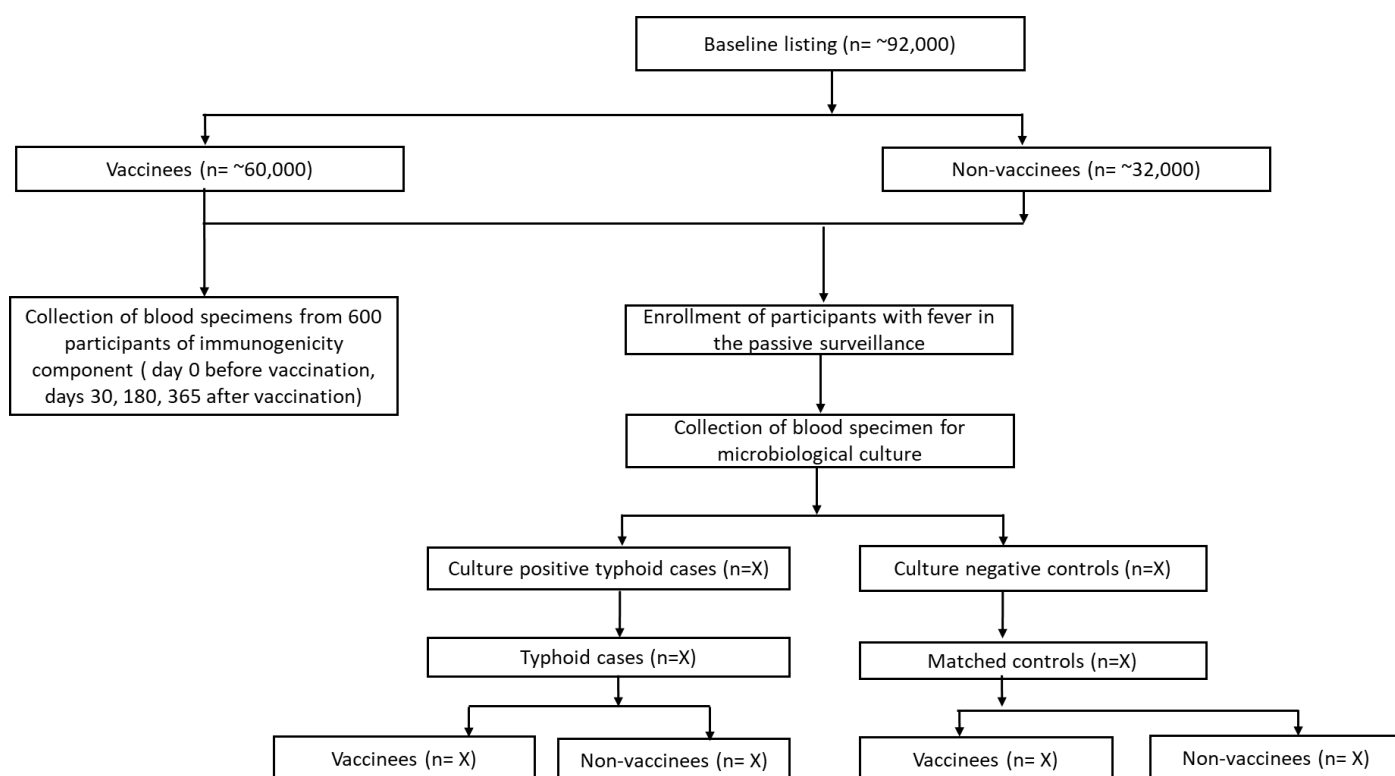 Baseline listing (n= ~92,000)
Vaccinees (n= ~60,000)
Non-vaccinees (n= ~32,000)
Collection of blood specimens from 600
participants of immunogenicity
component ( day 0 before vaccination,
days 30, 180, 365 after vaccination)
Enrollment of participants with fever in
the passive surveillance
Collection of blood specimen for
microbiological culture
Culture positive typhoid cases (n=X)
Culture negative controls (n=X)
Typhoid cases (n=X)
Matched controls (n=X)
Vaccinees (n= X)
Non-vaccinees (n= X)
Vaccinees (n= X)
Non-vaccinees (n= X)